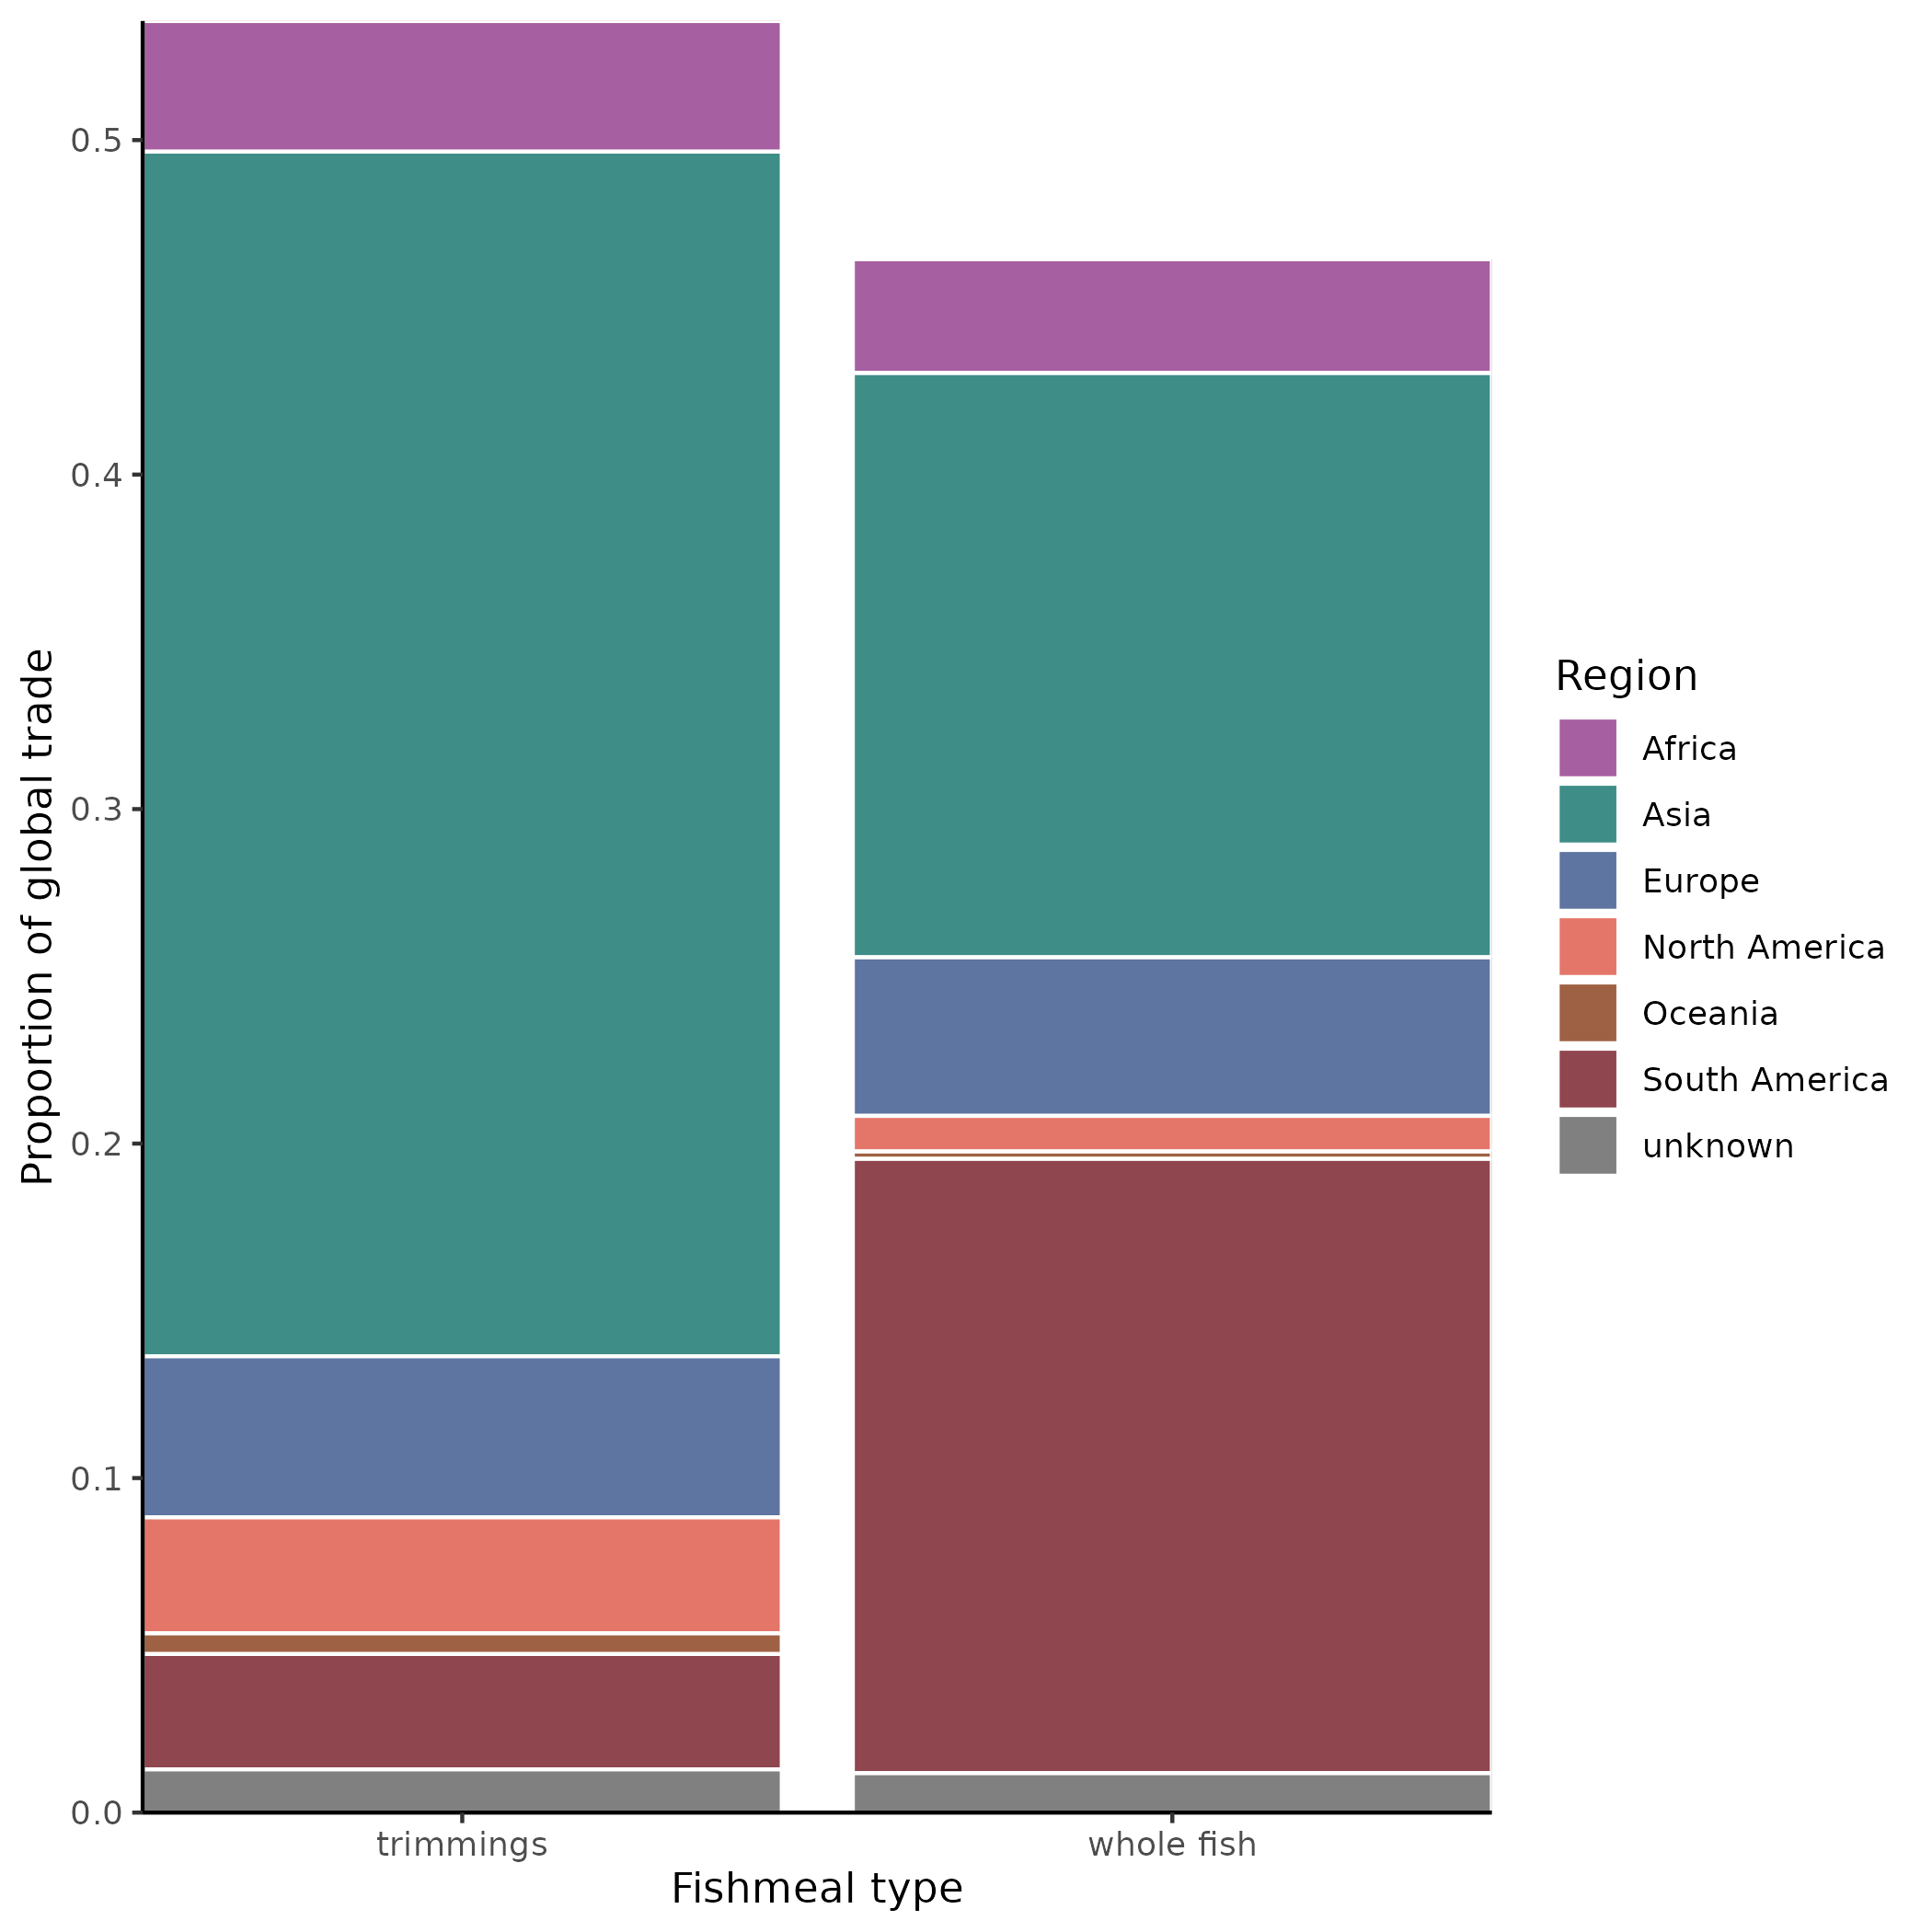 Proportion of global trade
0.5
0.4
0.3
0.2
0.1
0.0
trimmings
whole fish
Fishmeal type
Region
Africa
Asia
Europe
North America
Oceania
South America
unknown